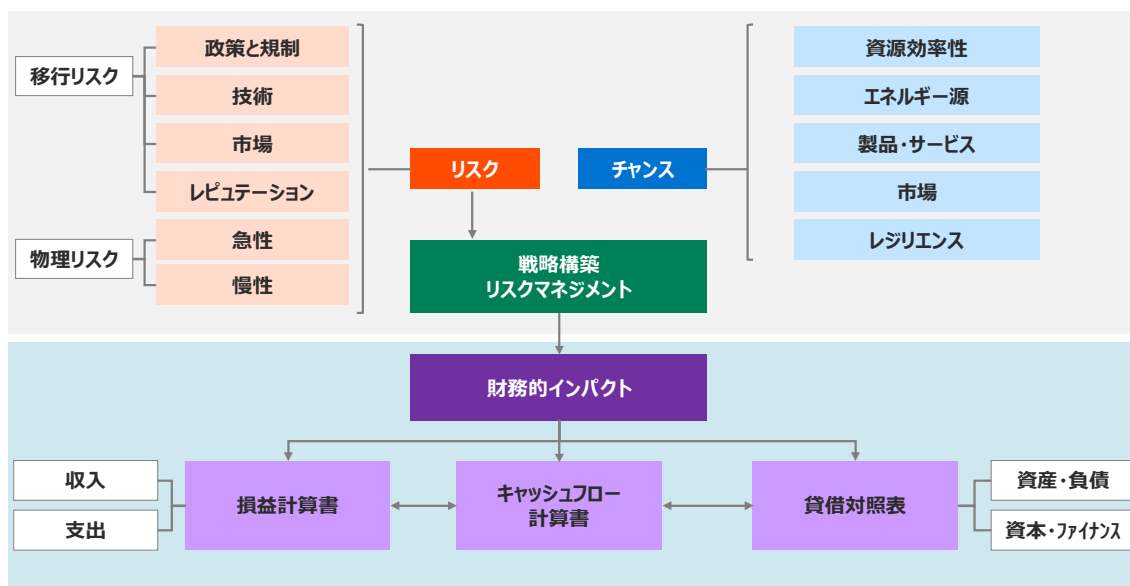 移行リスク
政策と規制
技術
市場
レピュテーション
物理リスク
急性
慢性
リスク
チャンス
資源効率性
エネルギー源
製品・サービス
市場
レジリエンス
戦略構築
リスクマネジメント
財務的インパクト
収入
支出
損益計算書
キャッシュフロー
計算書
貸借対照表
資産・負債
資本・ファイナンス